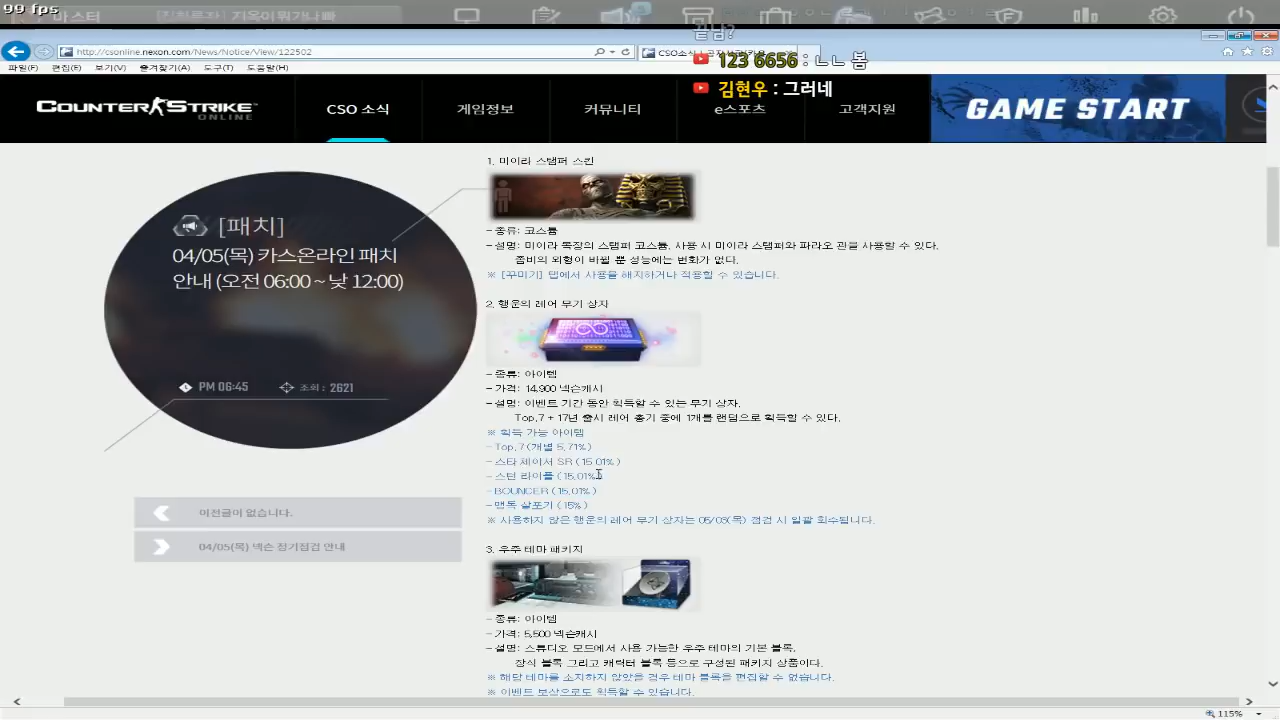 99 fps
끝남?
http://csonline.nexon.com/News/Notice/View/122502
123 6656 : ㄴㄴ 봄
파일(F) 편집(E) 보기(V) 즐겨찾기(A) 도구(T) 도움말(H)
김현우 : 그러네
COUNTER STRIKE ONLINE
CSO 소식
게임정보
커뮤니티
e스포츠
고객지원
GAME START
[패치]
04/05(목) 카스온라인 패치
안내 (오전 06:00 ~ 낮 12:00)
PM 06:45
조회 : 2621
이전글이 없습니다.
04/05(목) 넥슨 정기점검 안내
1. 미이라 스탬퍼 스킨
- 종류: 코스튬
- 설명: 미이라 복장의 스탬퍼 코스튬. 사용 시 미이라 스탬퍼와 파라오 관을 사용할 수 있다.
좀비의 외형이 바뀔 뿐 성능에는 변화가 없다.
※ [꾸미기] 탭에서 사용을 해지하거나 적용할 수 있습니다.
2. 행운의 레어 무기 상자
- 종류: 아이템
- 가격: 14,900 넥슨캐시
- 설명: 이벤트 기간 동안 획득할 수 있는 무기 상자.
Top.7 + 17년 출시 레어 총기 중에 1개를 랜덤으로 획득할 수 있다.
※ 획득 가능 아이템
- Top.7 (개별 5.71%)
- 스타 체이서 SR (15.01%)
- 스턴 라이플 (15.01%)
- BOUNCER (15.01%)
- 맹독 살포기 (15%)
※ 사용하지 않은 행운의 레어 무기 상자는 05/03(목) 점검 시 일괄 회수됩니다.
3. 우주 테마 패키지
- 종류: 아이템
- 가격: 5,500 넥슨캐시
- 설명: 스튜디오 모드에서 사용 가능한 우주 테마의 기본 블록,
장식 블록 그리고 캐릭터 블록 등으로 구성된 패키지 상품이다.
※ 해당 테마를 소지하지 않았을 경우 테마 블록을 편집할 수 없습니다.
※ 이벤트 보상으로도 획득할 수 있습니다.
115%